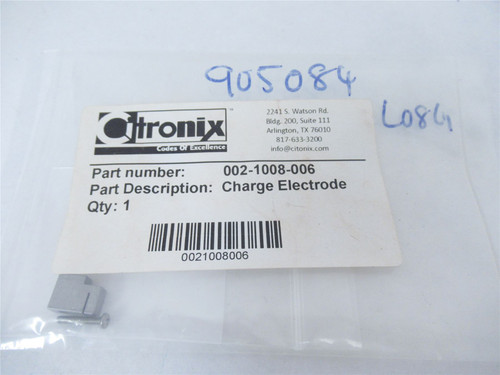 905084
L084
Citronix™
Codes Of Excellence
2241 S. Watson Rd.
Bldg. 200, Suite 111
Arlington, TX 76010
817-633-3200
info@citonix.com
Part number: 002-1008-006
Part Description: Charge Electrode
Qty: 1
0021008006